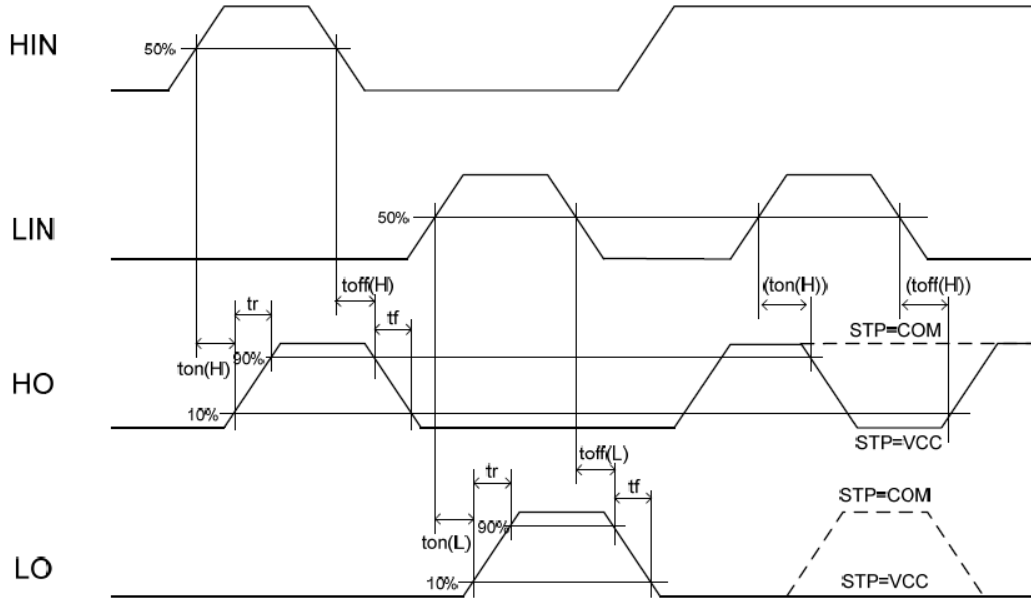 HIN
50%
LIN
50%
toff(H)
(ton(H))
(toff(H))
tr
tf
STP=COM
ton(H)
90%
HO
10%
STP=VCC
toff(L)
tr
tf
STP=COM
ton(L)
90%
LO
10%
STP=VCC